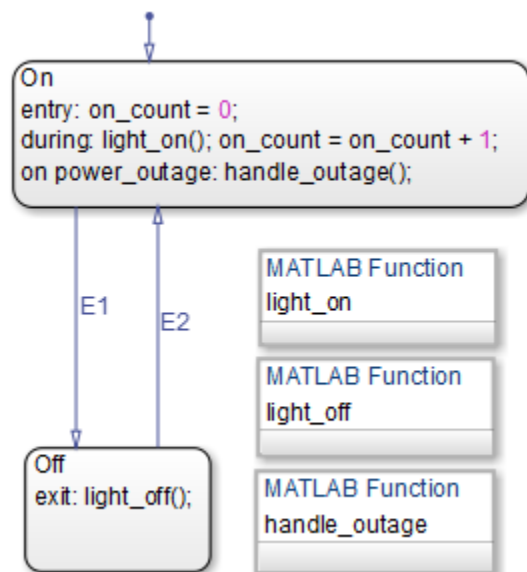 On
entry: on_count = 0;
during: light_on(); on_count = on_count + 1;
on power_outage: handle_outage();
E1
E2
MATLAB Function
light_on
MATLAB Function
light_off
Off
exit: light_off();
MATLAB Function
handle_outage